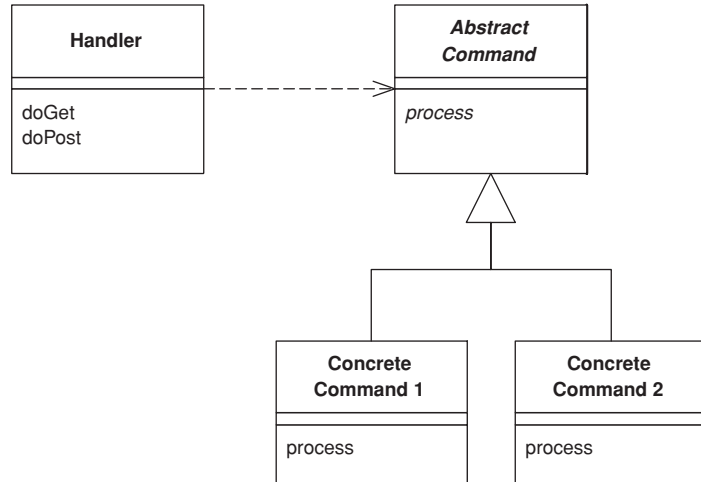 Handler
doGet
doPost
Abstract
Command
process
Concrete
Command 1
process
Concrete
Command 2
process